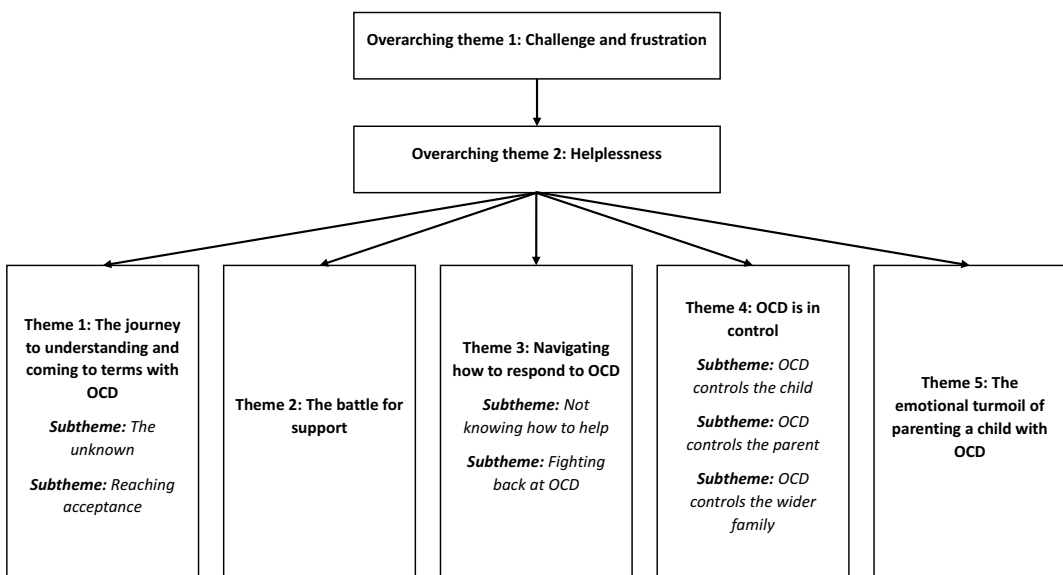 Overarching theme 1: Challenge and frustration
Overarching theme 2: Helplessness
Theme 1: The journey
to understanding and
coming to terms with
OCD
Subtheme: The
unknown
Subtheme: Reaching
acceptance
Theme 2: The battle for
support
Theme 3: Navigating
how to respond to OCD
Subtheme: Not
knowing how to help
Subtheme: Fighting
back at OCD
Theme 4: OCD is in
control
Subtheme: OCD
controls the child
Subtheme: OCD
controls the parent
Subtheme: OCD
controls the wider
family
Theme 5: The
emotional turmoil of
parenting a child with
OCD